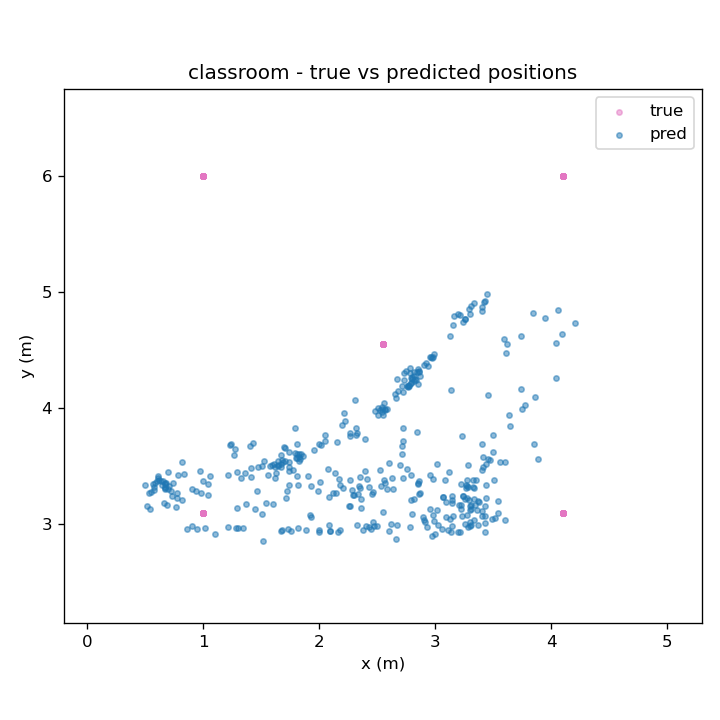 classroom - true vs predicted positions
true
pred
6
5
4
3
y (m)
0 1 2 3 4 5
x (m)